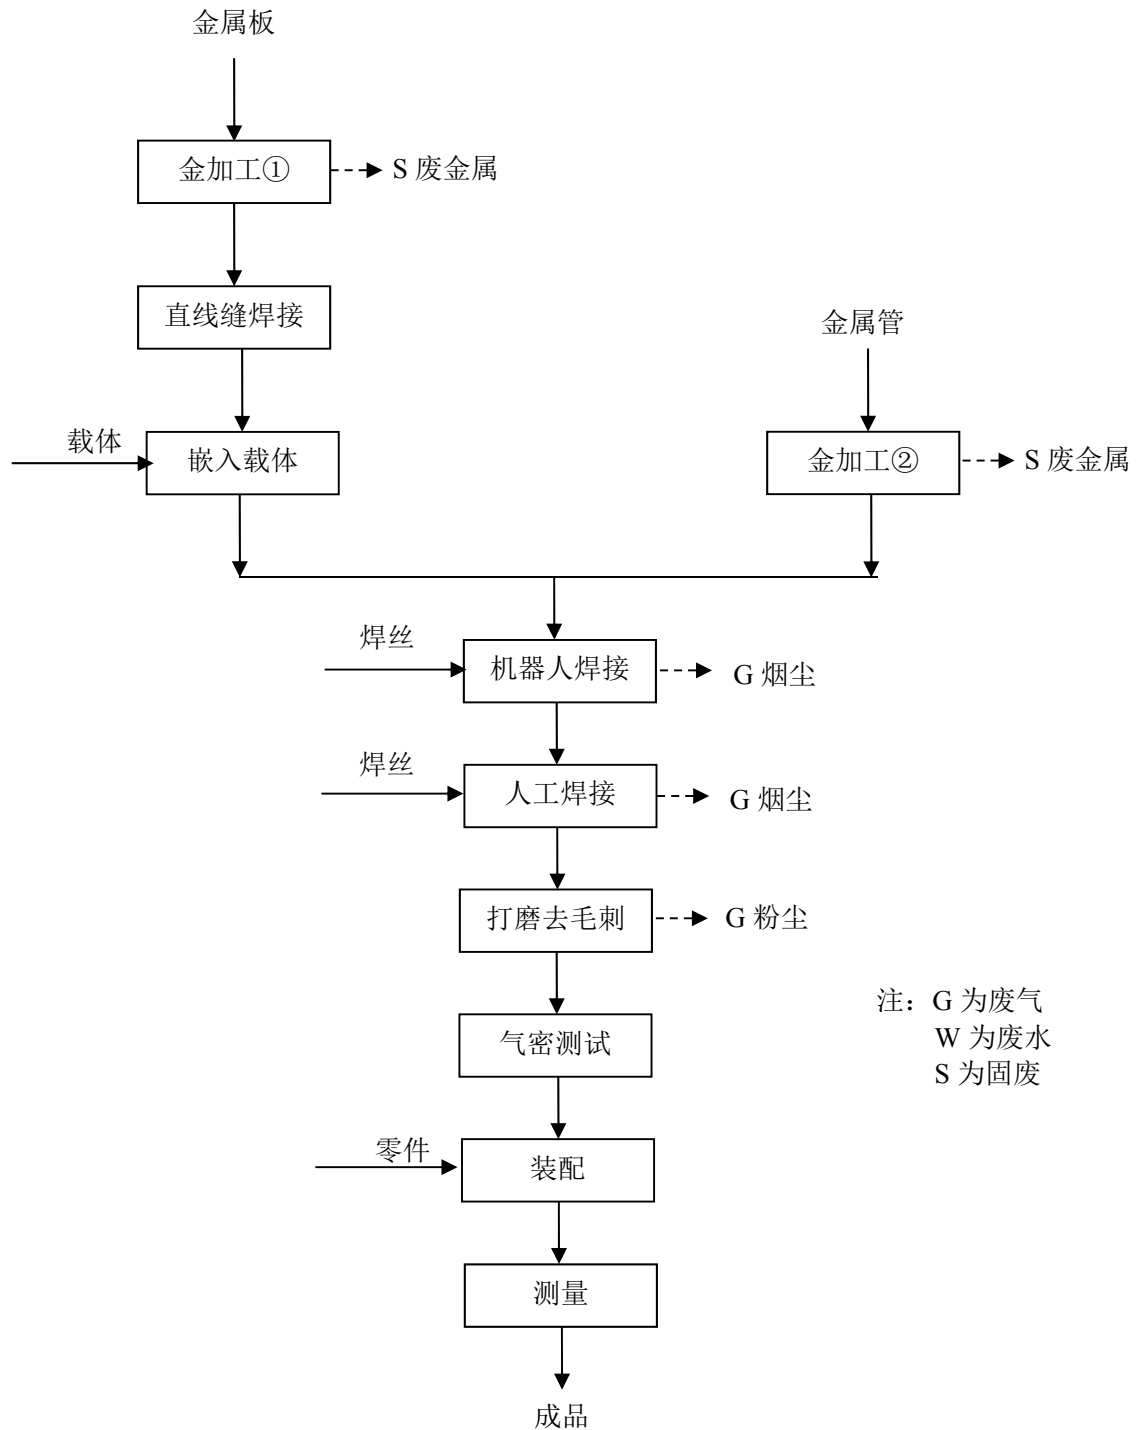 金属板
金加工①
S 废金属
直线缝焊接
金属管
载体
嵌入载体
金加工②
S 废金属
焊丝
机器人焊接
G 烟尘
焊丝
人工焊接
G 烟尘
打磨去毛刺
G 粉尘
气密测试
注：G 为废气
W 为废水
S 为固废
零件
装配
测量
成品